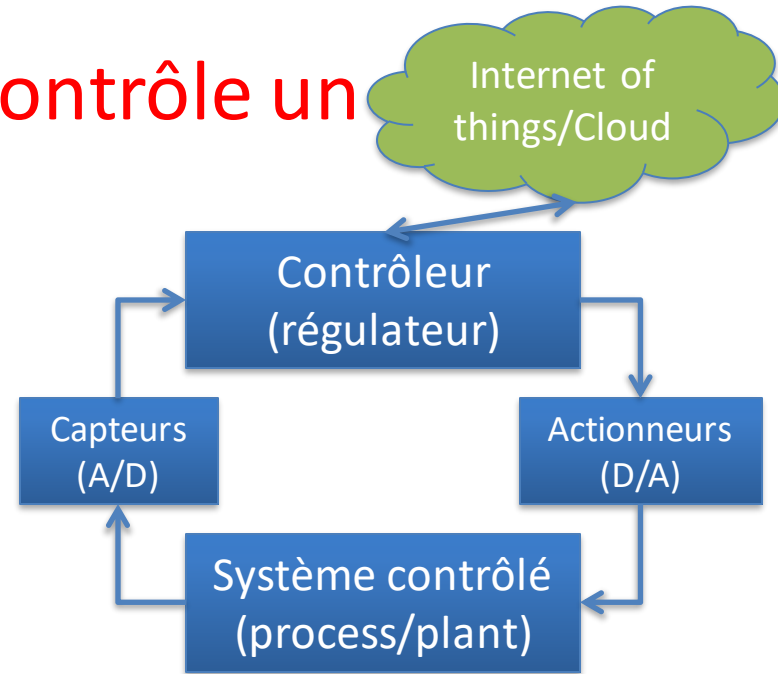 ontrôle un
Internet of
things/Cloud
Contrôleur
(régulateur)
Capteurs
(A/D)
Actionneurs
(D/A)
Système contrôlé
(process/plant)